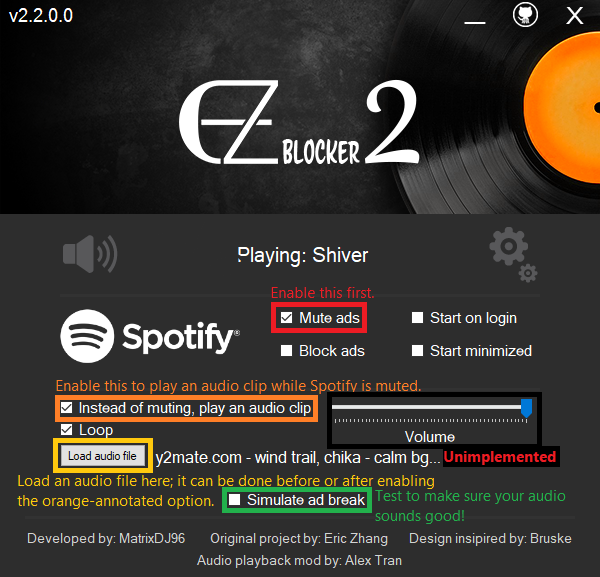 v2.2.0.0
EZ BLOCKER 2
Playing: Shiver
Enable this first.
Mute ads
Start on login
Spotify®
Block ads
Start minimized
Enable this to play an audio clip while Spotify is muted.
Instead of muting, play an audio clip
Loop
Volume
Load audio file
y2mate.com - wind trail, chika - calm bg...
Unimplemented
Load an audio file here; it can be done before or after enabling
the orange-annotated option.
Simulate ad break
Test to make sure your audio
sounds good!
Developed by: MatrixDJ96
Original project by: Eric Zhang
Design insipired by: Bruske
Audio playback mod by: Alex Tran